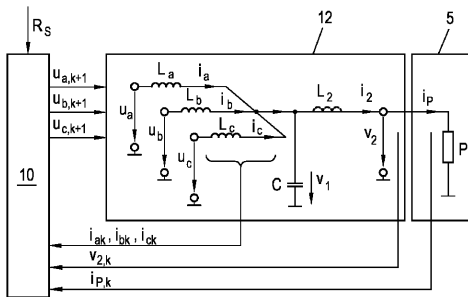 R_S
12
5
u_a,k+1
u_b,k+1
u_c,k+1
10
L_a
i_a
L_b
i_b
L_c
i_c
u_a
u_b
u_c
L_2
i_2
i_P
C
v_1
v_2
P
i_ak, i_bk, i_ck
v_2,k
i_P,k